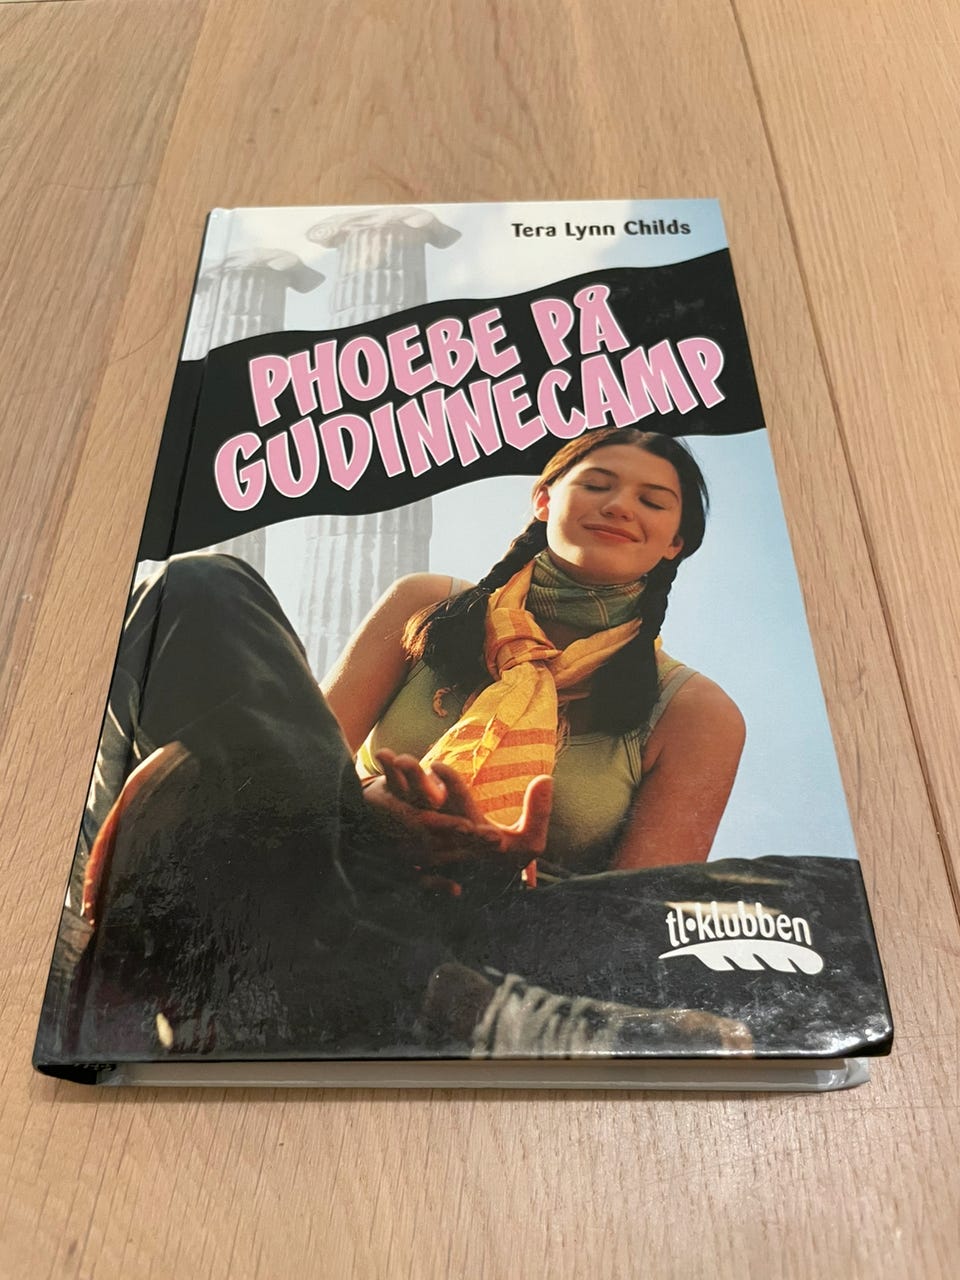 Tera Lynn Childs
PHOEBE PÅ
GUDINNECAMP
tl•klubben